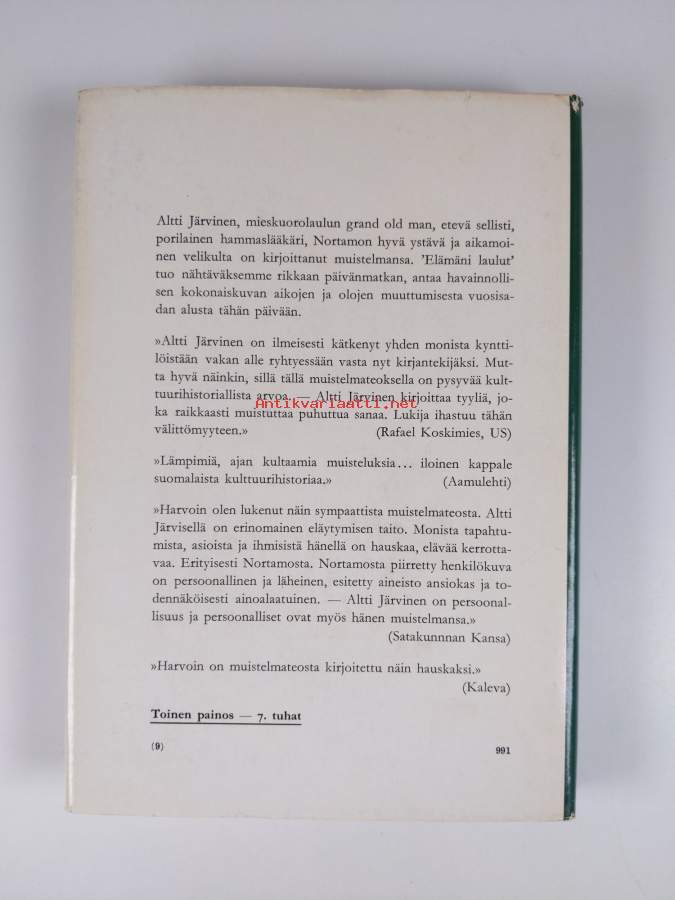 Altti Järvinen, mieskuorolaulun grand old man, etevä sellisti,
porilainen hammaslääkäri, Nortamon hyvä ystävä ja aikamoi-
nen velikulta on kirjoittanut muistelmansa. 'Elämäni laulut'
tuo nähtäväksemme rikkaan päivänmatkan, antaa havainnolli-
sen kokonaiskuvan aikojen ja olojen muuttumisesta vuosisa-
dan alusta tähän päivään.
»Altti Järvinen on ilmeisesti kätkenyt yhden monista kyntti-
löistään vakan alle ryhtyessään vasta nyt kirjantekijäksi. Mut-
ta hyvä näinkin, sillä tällä muistelmateoksella on pysyvää kult-
tuurihistoriallista arvoa. — Altti Järvinen kirjoittaa tyyliä, jo-
Antikvariaatti.net
ka raikkaasti muistuttaa puhuttua sanaa. Lukija ihastuu tähän
välittömyyteen.» (Rafael Koskimies, US)
»Lämpimiä, ajan kultaamia muisteluksia... iloinen kappale
suomalaista kulttuurihistoriaa.» (Aamulehti)
»Harvoin olen lukenut näin sympaattista muistelmateosta. Altti
Järvisellä on erinomainen eläytymisen taito. Monista tapahtu-
mista, asioista ja ihmisistä hänellä on hauskaa, elävää kerrotta-
vaa. Erityisesti Nortamosta. Nortamosta piirretty henkilökuva
on persoonallinen ja läheinen, esitetty aineisto ansiokas ja to-
dennäköisesti ainoalaatuinen. — Altti Järvinen on persoonal-
lisuus ja persoonalliset ovat myös hänen muistelmansa.»
(Satakunnnan Kansa)
»Harvoin on muistelmateosta kirjoitettu näin hauskaksi.»
(Kaleva)
Toinen painos — 7. tuhat
(9) 991